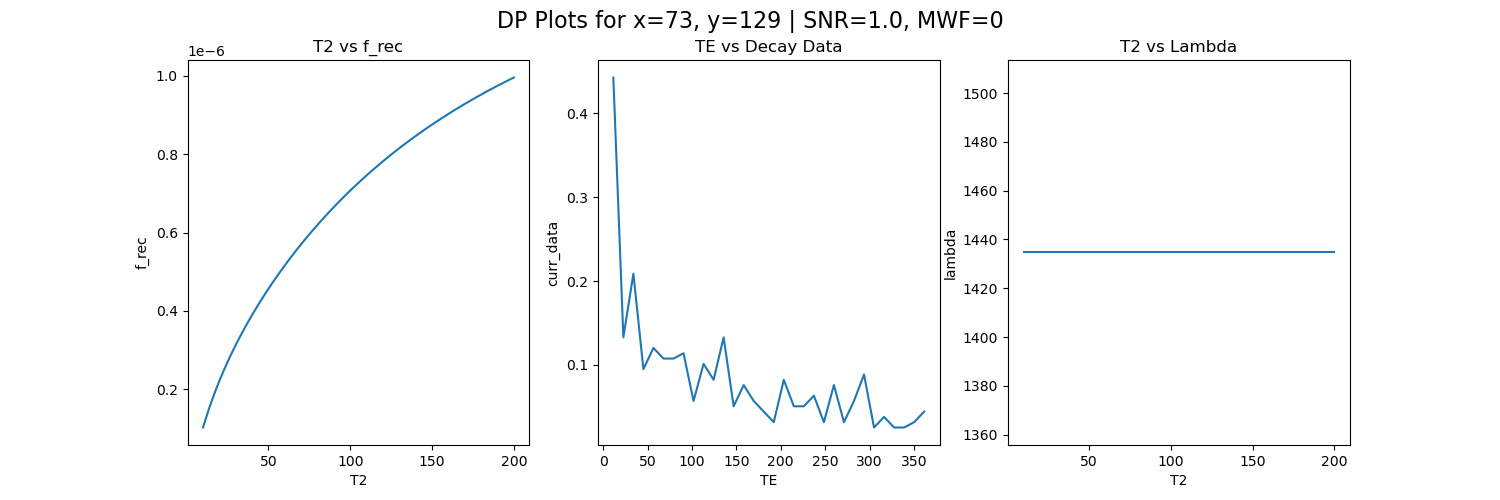 DP Plots for x=73, y=129 | SNR=1.0, MWF=0
T2 vs f_rec
1e−6
1.0
0.8
0.6
0.4
0.2
f_rec
50 100 150 200
T2
TE vs Decay Data
0.4
0.3
0.2
0.1
curr_data
0 50 100 150 200 250 300 350
TE
T2 vs Lambda
1500
1480
1460
1440
1420
1400
1380
1360
lambda
50 100 150 200
T2